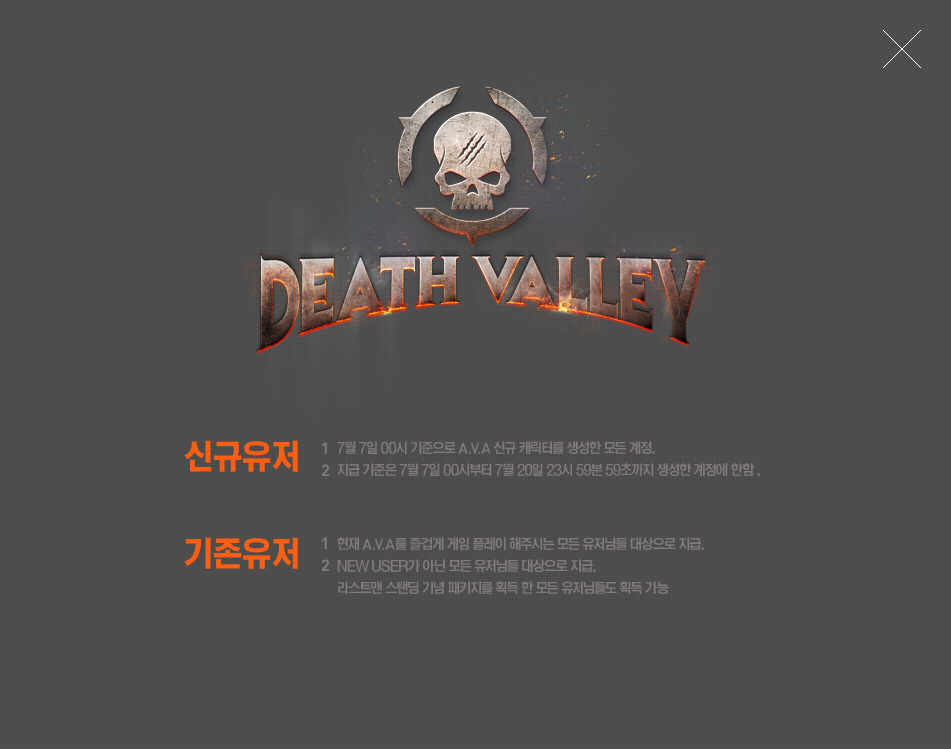 DEATH VALLEY
신규유저
1 7월 7일 00시 기준으로 A.V.A 신규 캐릭터를 생성한 모든 계정.
2 지급 기준은 7월 7일 00시부터 7월 20일 23시 59분 59초까지 생성한 계정에 한함 .
기존유저
1 현재 A.V.A를 즐겁게 게임 플레이 해주시는 모든 유저님들 대상으로 지급.
2 NEW USER가 아닌 모든 유저님들 대상으로 지급.
라스트맨 스탠딩 기념 패키지를 획득 한 모든 유저님들도 획득 가능